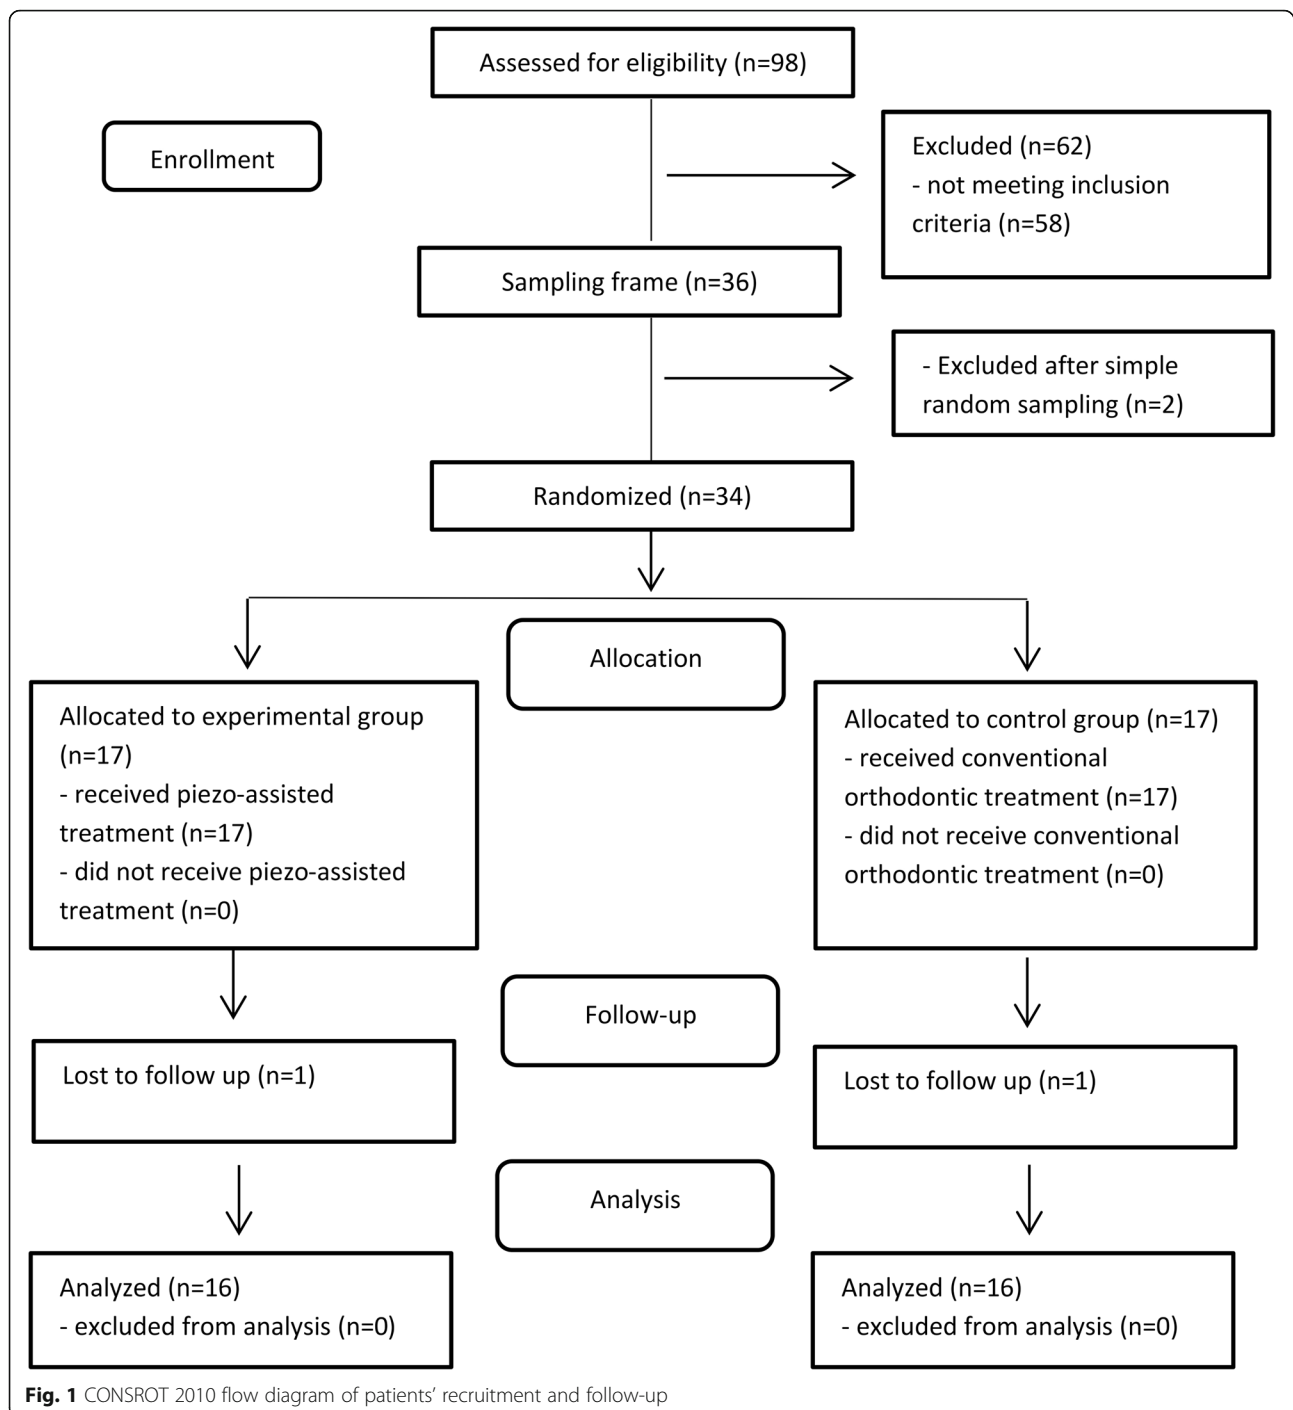 Assessed for eligibility (n=98)
Enrollment
Excluded (n=62)
- not meeting inclusion
criteria (n=58)
Sampling frame (n=36)
- Excluded after simple
random sampling (n=2)
Randomized (n=34)
Allocation
Allocated to experimental group
(n=17)
- received piezo-assisted
treatment (n=17)
- did not receive piezo-assisted
treatment (n=0)
Allocated to control group (n=17)
- received conventional
orthodontic treatment (n=17)
- did not receive conventional
orthodontic treatment (n=0)
Follow-up
Lost to follow up (n=1)
Lost to follow up (n=1)
Analysis
Analyzed (n=16)
- excluded from analysis (n=0)
Analyzed (n=16)
- excluded from analysis (n=0)
Fig. 1 CONSROT 2010 flow diagram of patients’ recruitment and follow-up